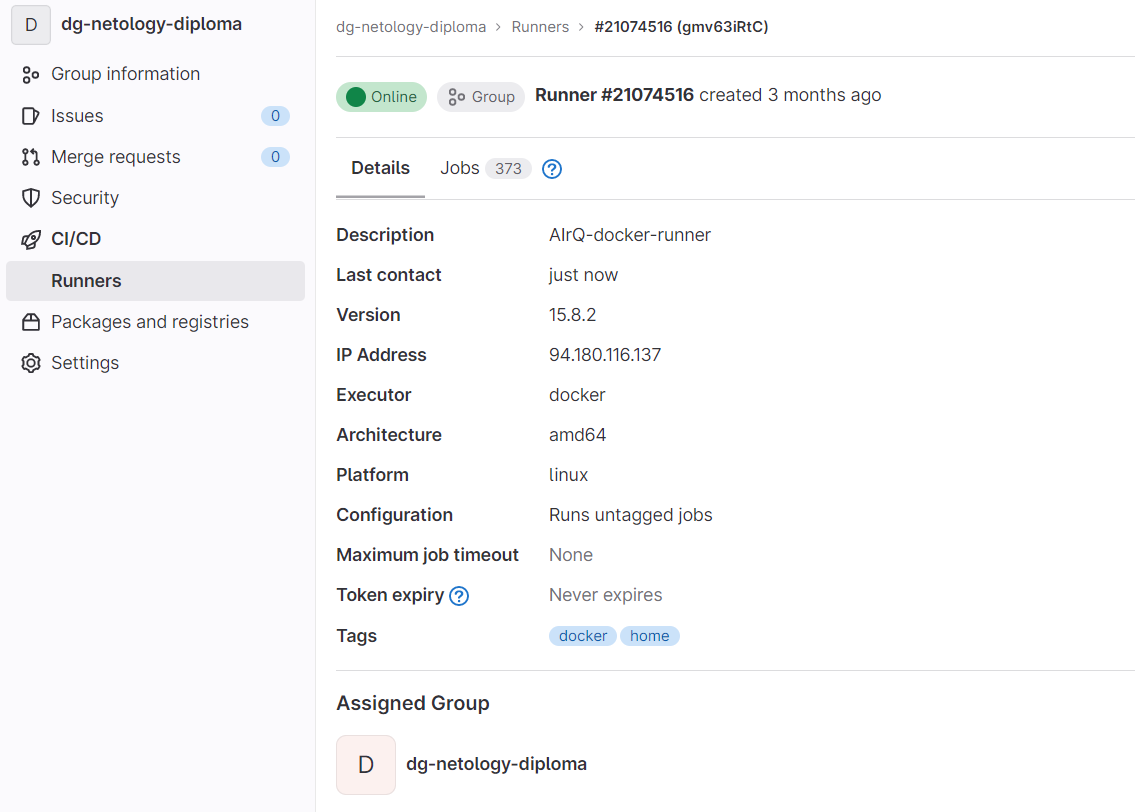 D dg-netology-diploma
Group information
Issues 0
Merge requests 0
Security
CI/CD
Runners
Packages and registries
Settings
dg-netology-diploma › Runners › #21074516 (gmv63iRtC)
Online Group Runner #21074516 created 3 months ago
Details Jobs 373 ?
Description AIrQ-docker-runner
Last contact just now
Version 15.8.2
IP Address 94.180.116.137
Executor docker
Architecture amd64
Platform linux
Configuration Runs untagged jobs
Maximum job timeout None
Token expiry ? Never expires
Tags docker home
Assigned Group
D dg-netology-diploma